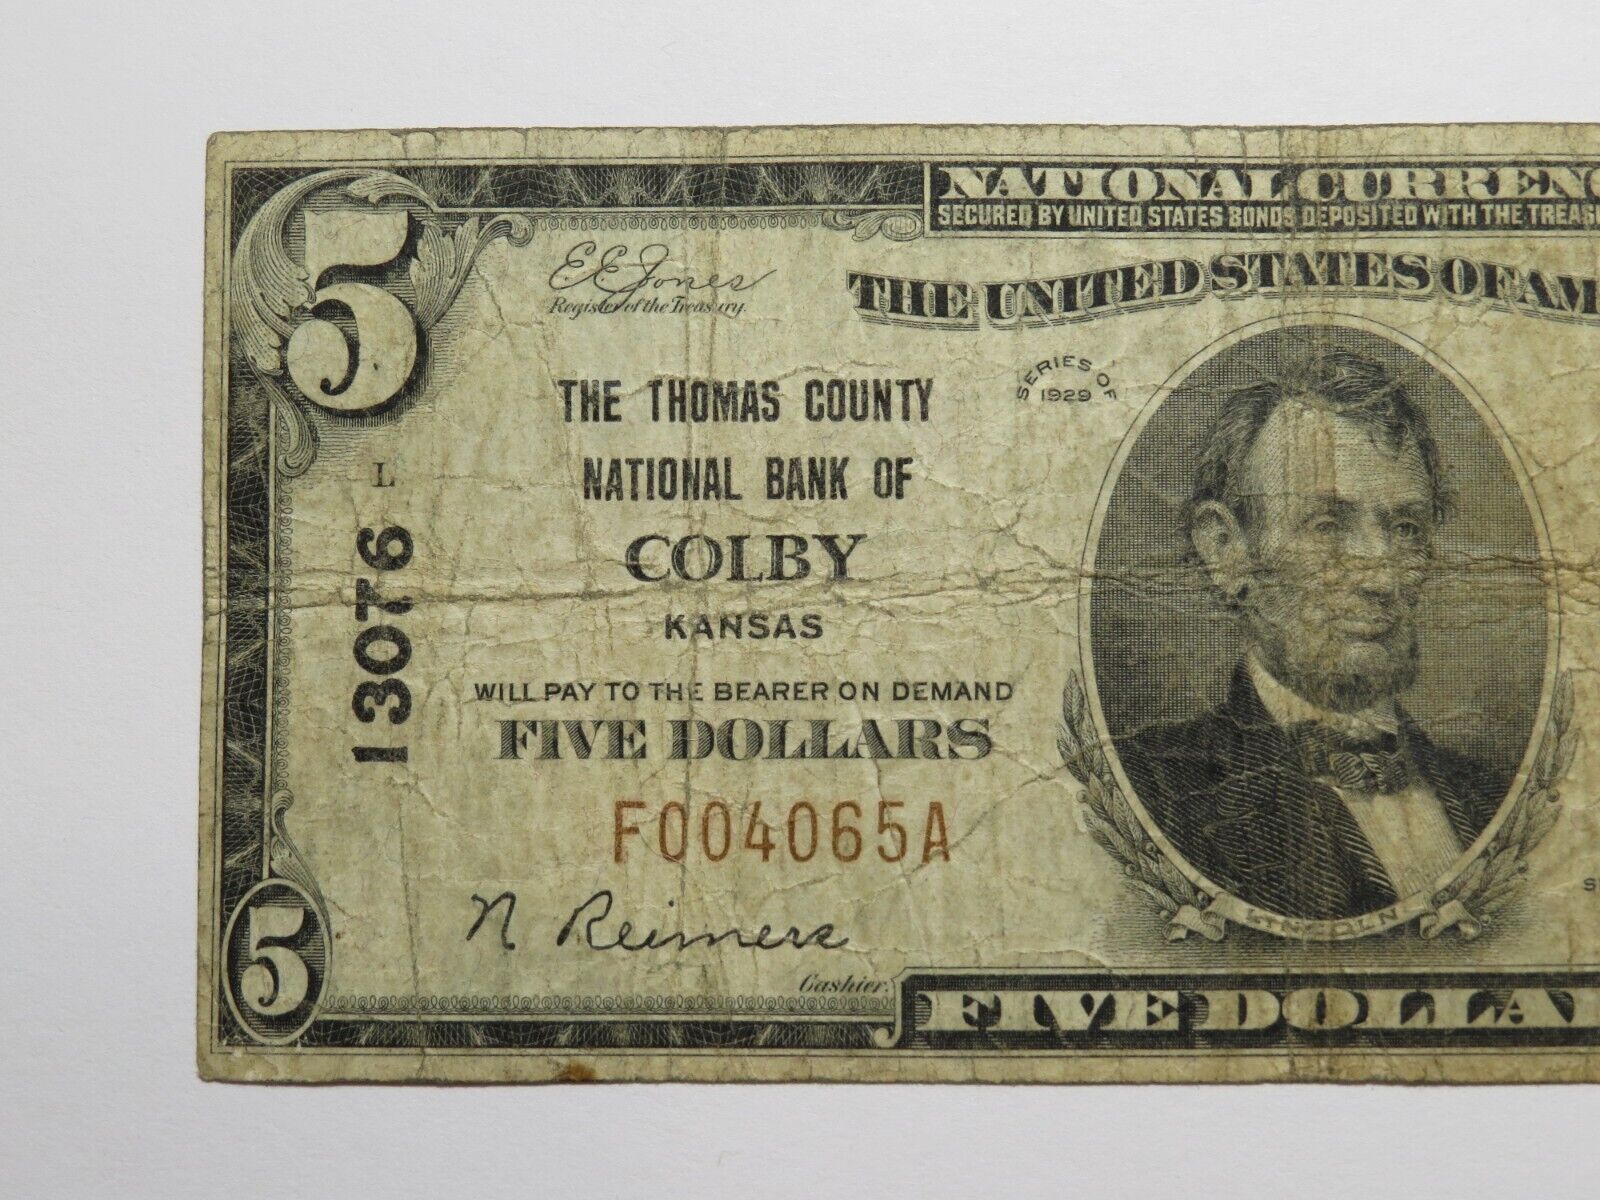 5
NATIONAL CURREN
SECURED BY UNITED STATES BONDS DEPOSITED WITH THE TREAS
E E Jones
Register of the Treasury.
THE UNITED STATES OF AM
SERIES OF
1929
THE THOMAS COUNTY
NATIONAL BANK OF
L
COLBY
13076
KANSAS
WILL PAY TO THE BEARER ON DEMAND
FIVE DOLLARS
F004065A
N Reimers
LINCOLN
5
Cashier.
FIVE DOLLA